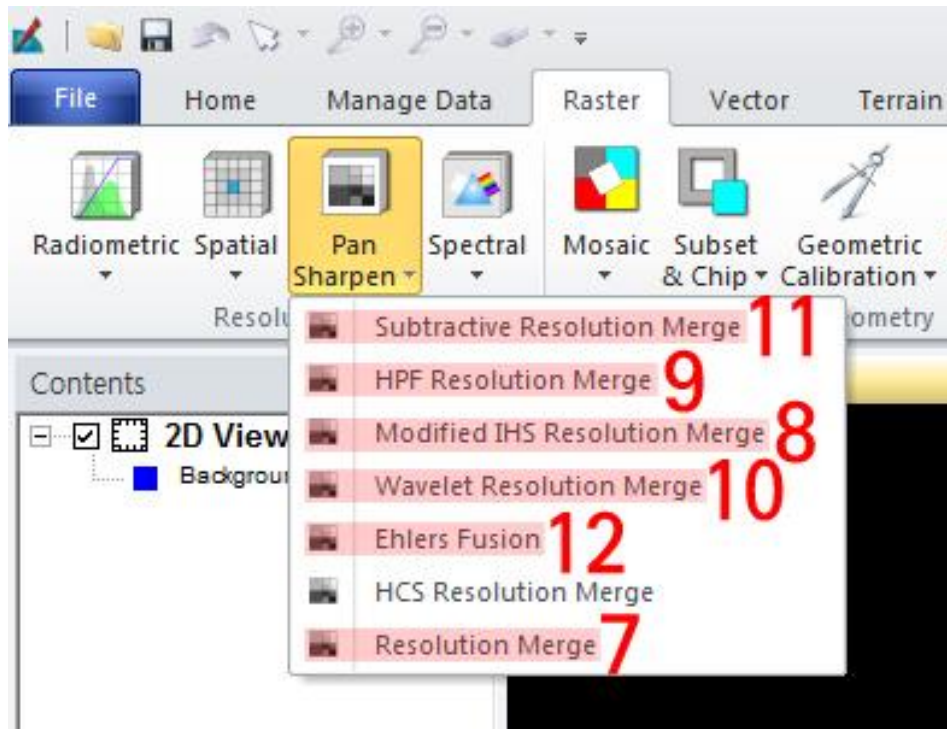 File Home Manage Data Raster Vector Terrain
Radiometric Spatial Pan Sharpen Spectral Mosaic Subset & Chip Geometric Calibration
Resolu ometry
Subtractive Resolution Merge 11
HPF Resolution Merge 9
Modified IHS Resolution Merge 8
Wavelet Resolution Merge 10
Ehlers Fusion 12
HCS Resolution Merge
Resolution Merge 7
Contents
2D View
Backgrour